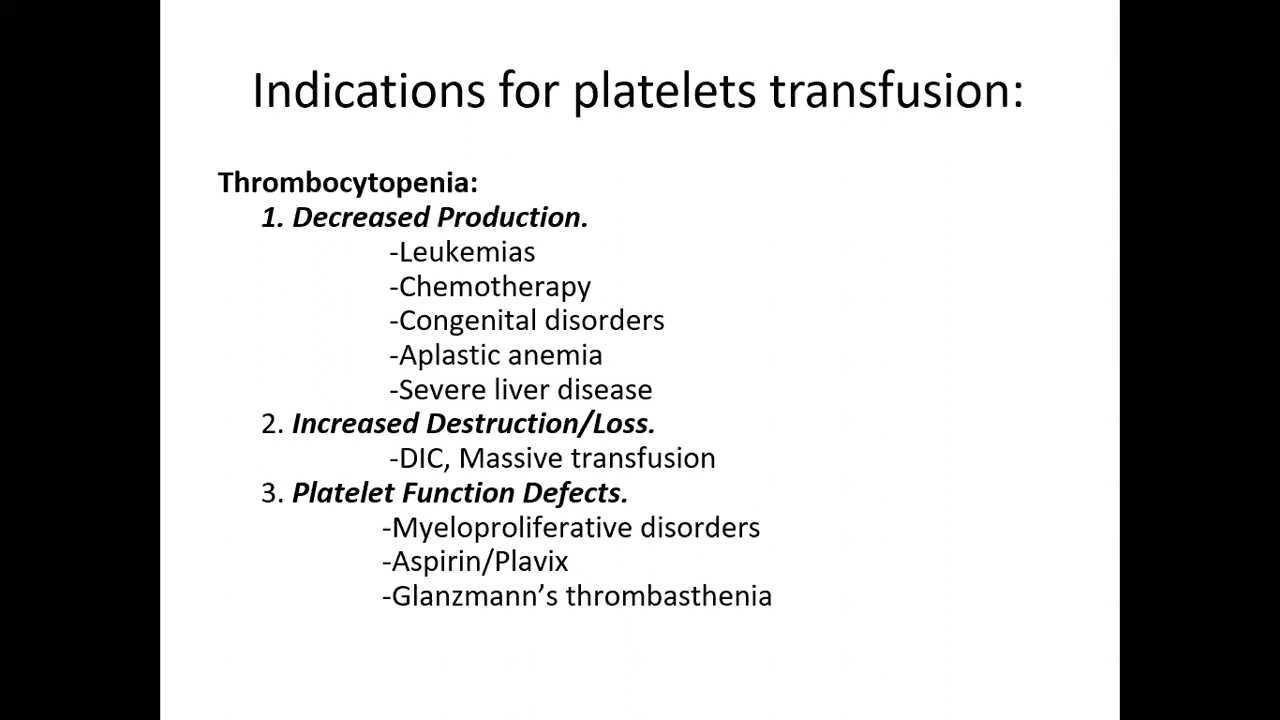 Indications for platelets transfusion:
Thrombocytopenia:
1. Decreased Production.
-Leukemias
-Chemotherapy
-Congenital disorders
-Aplastic anemia
-Severe liver disease
2. Increased Destruction/Loss.
-DIC, Massive transfusion
3. Platelet Function Defects.
-Myeloproliferative disorders
-Aspirin/Plavix
-Glanzmann’s thrombasthenia